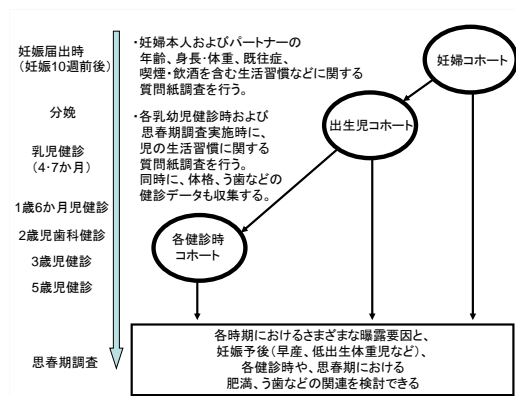 妊娠届出時
(妊娠10週前後)
分娩
乳児健診
(4・7か月)
1歳6か月児健診
2歳児歯科健診
3歳児健診
5歳児健診
思春期調査
・妊婦本人およびパートナーの
年齢、身長・体重、既往症、
喫煙・飲酒を含む生活習慣などに関する
質問紙調査を行う。
・各乳幼児健診時および
思春期調査実施時に、
児の生活習慣に関する
質問紙調査を行う。
同時に、体格、う歯などの
健診データも収集する。
妊婦コホート
出生児コホート
各健診時
コホート
各時期におけるさまざまな曝露要因と、
妊娠予後(早産、低出生体重児など)、
各健診時や、思春期における
肥満、う歯などの関連を検討できる